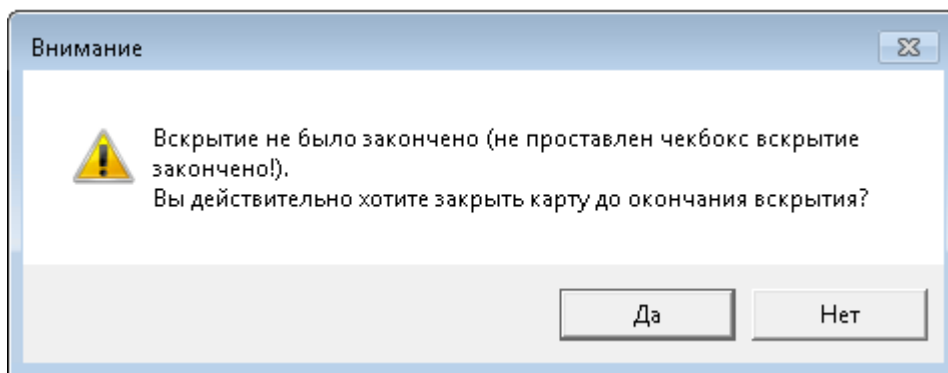 Внимание
Вскрытие не было закончено (не проставлен чекбокс вскрытие
закончено!).
Вы действительно хотите закрыть карту до окончания вскрытия?
Да
Нет